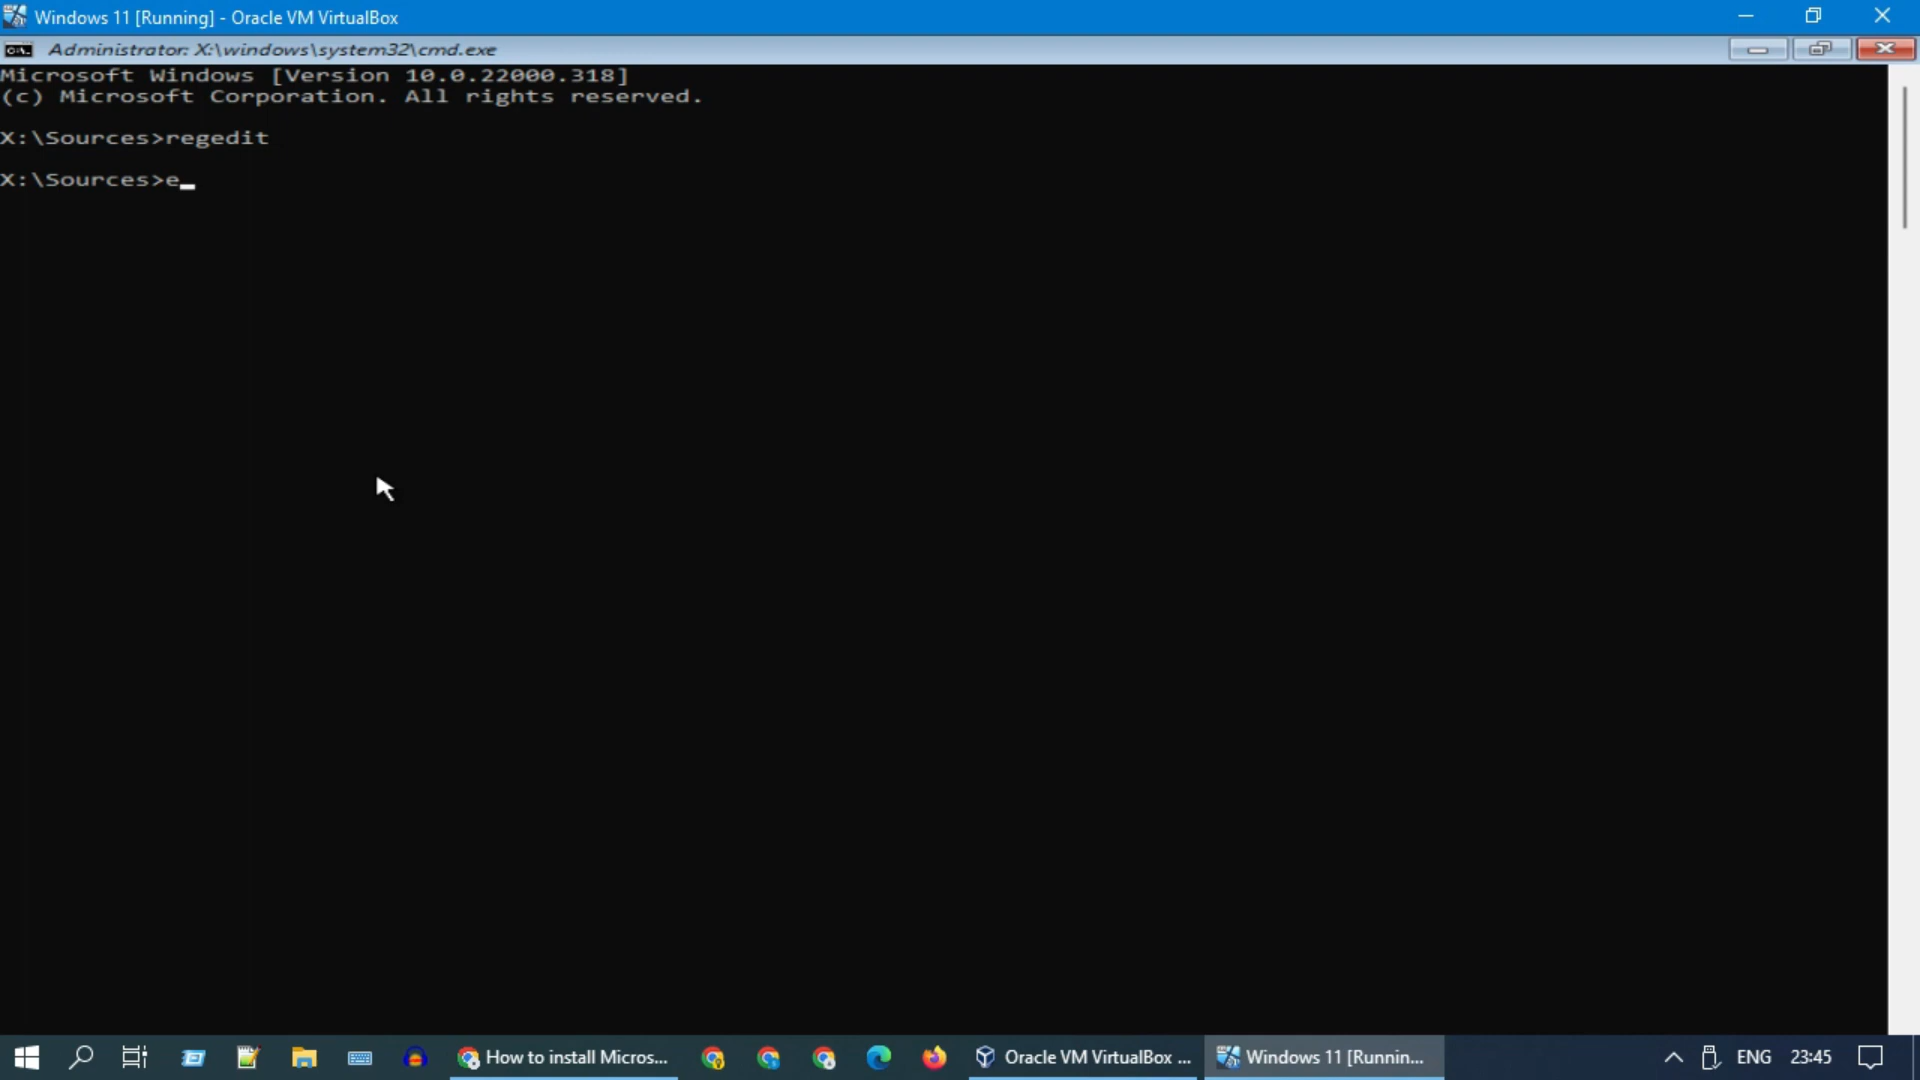 Windows 11 [Running] - Oracle VM VirtualBox
Administrator: X:\windows\system32\cmd.exe
Microsoft Windows [Version 10.0.22000.318]
(c) Microsoft Corporation. All rights reserved.
X:\Sources>regedit
X:\Sources>e_
How to install Micros... Oracle VM VirtualBox ... Windows 11 [Runnin... ENG 23:45